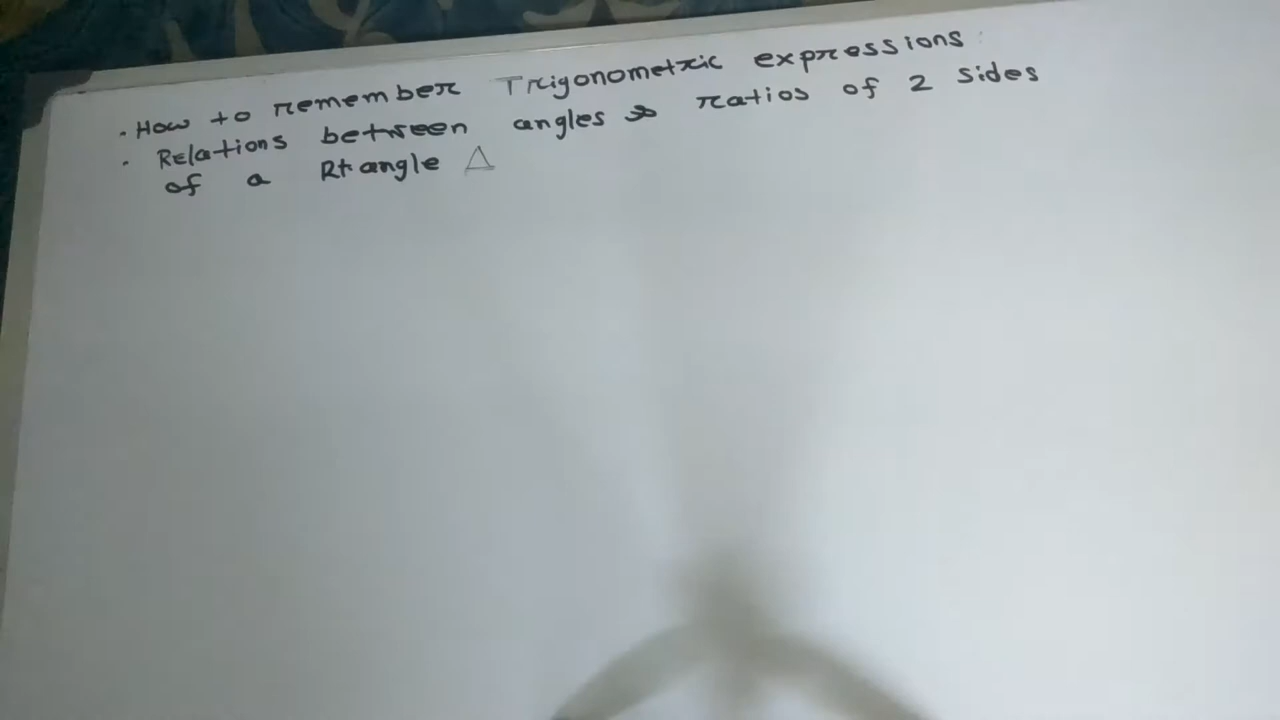 • How to remember Trigonometric expressions
• Relations between angles & ratios of 2 sides
of a Rt angle △